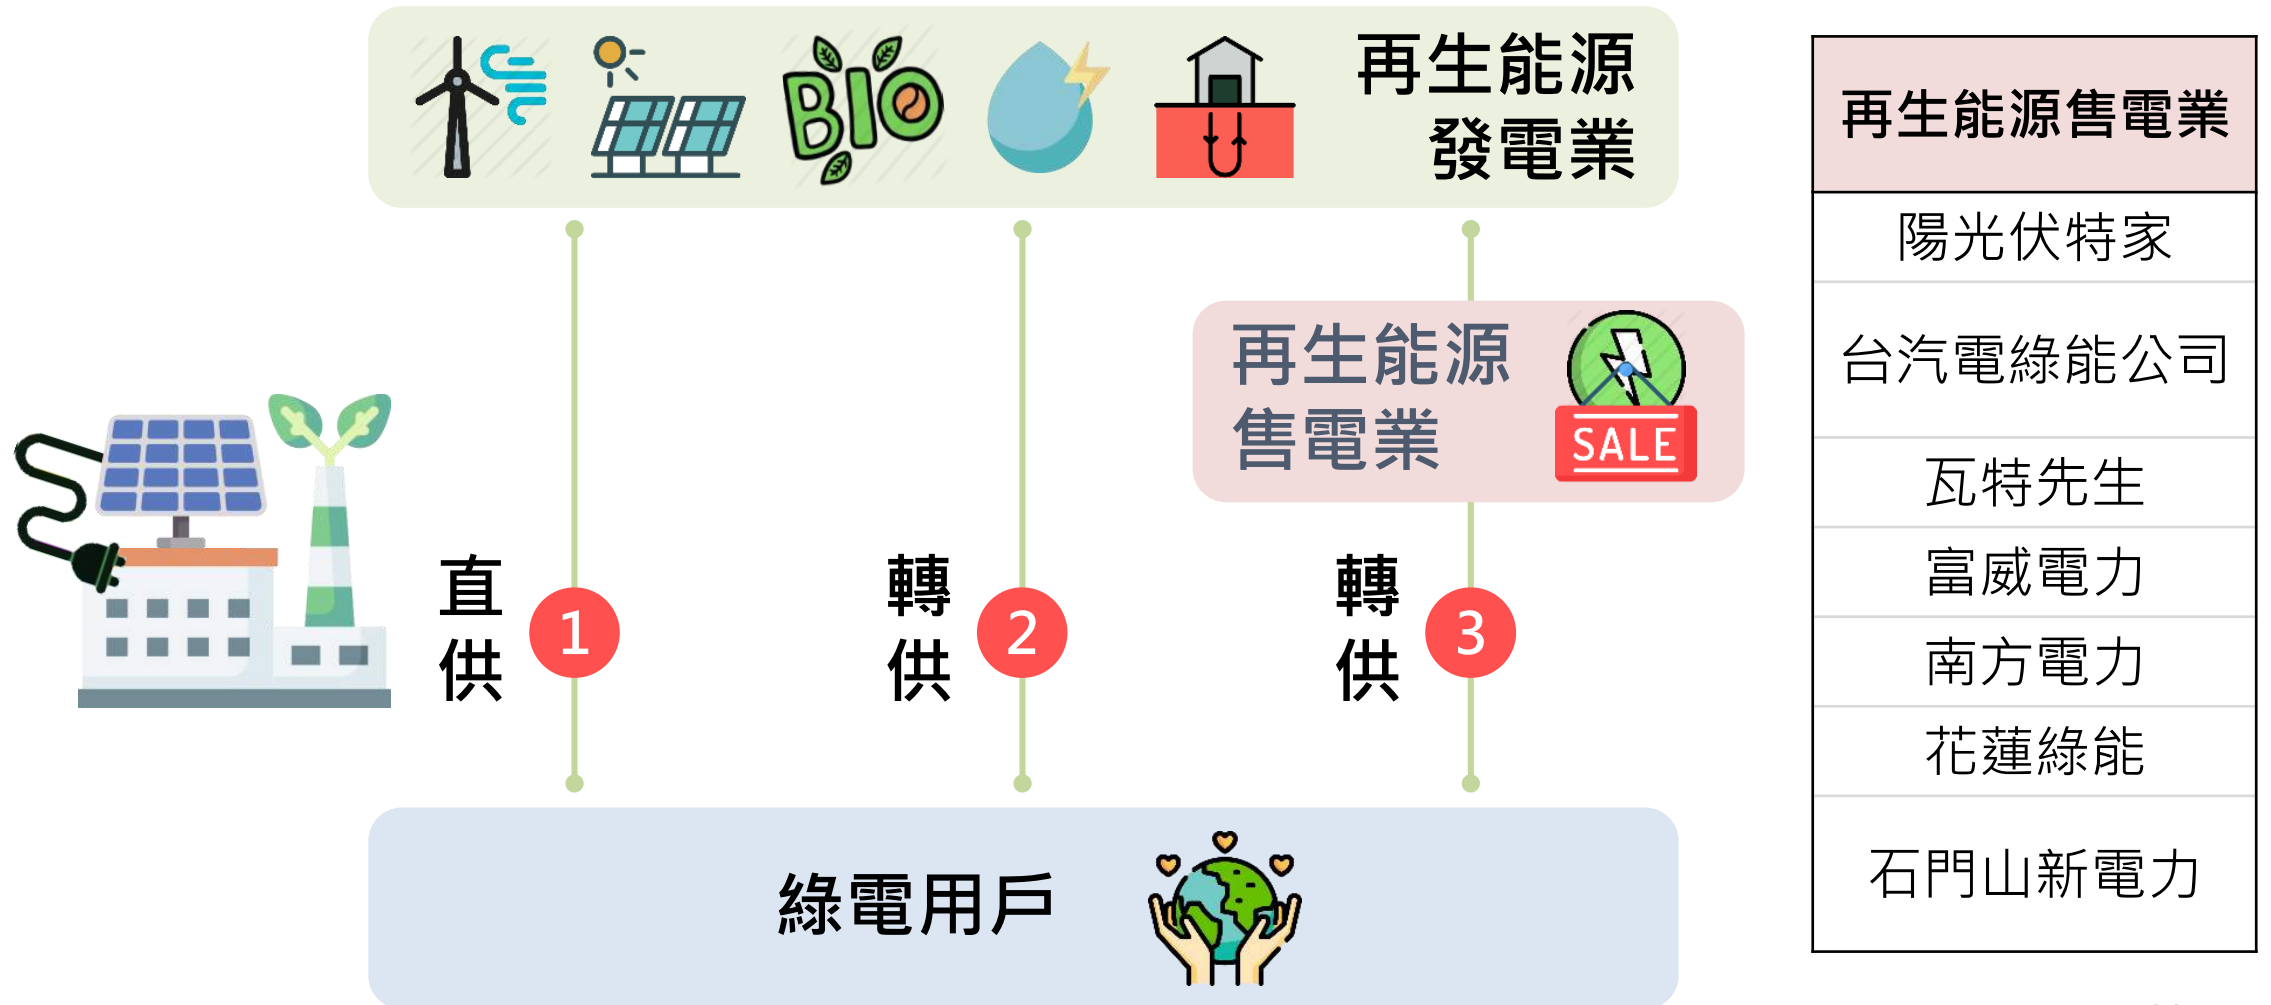 BIO
再生能源
發電業
再生能源
售電業
SALE
直
供
1
轉
供
2
轉
供
3
綠電用戶
再生能源售電業
陽光伏特家
台汽電綠能公司
瓦特先生
富威電力
南方電力
花蓮綠能
石門山新電力